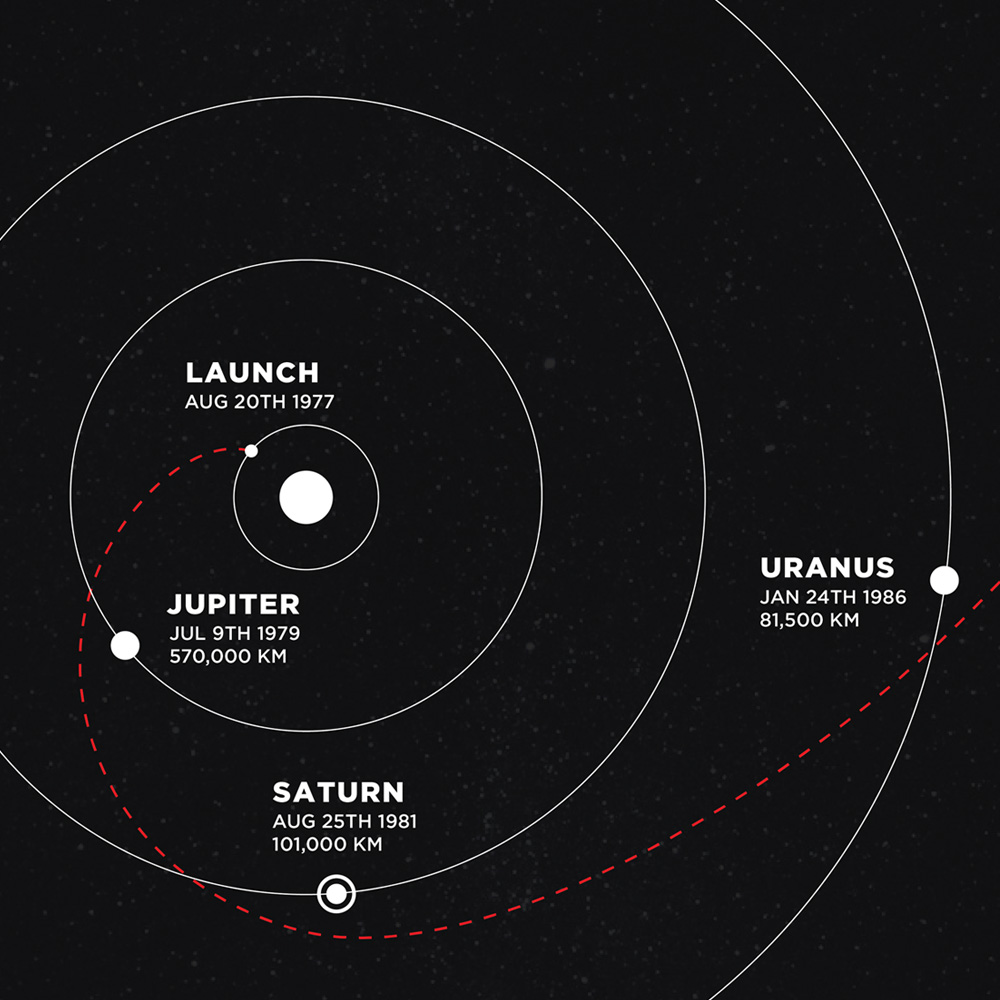 LAUNCH
AUG 20TH 1977
JUPITER
JUL 9TH 1979
570,000 KM
URANUS
JAN 24TH 1986
81,500 KM
SATURN
AUG 25TH 1981
101,000 KM